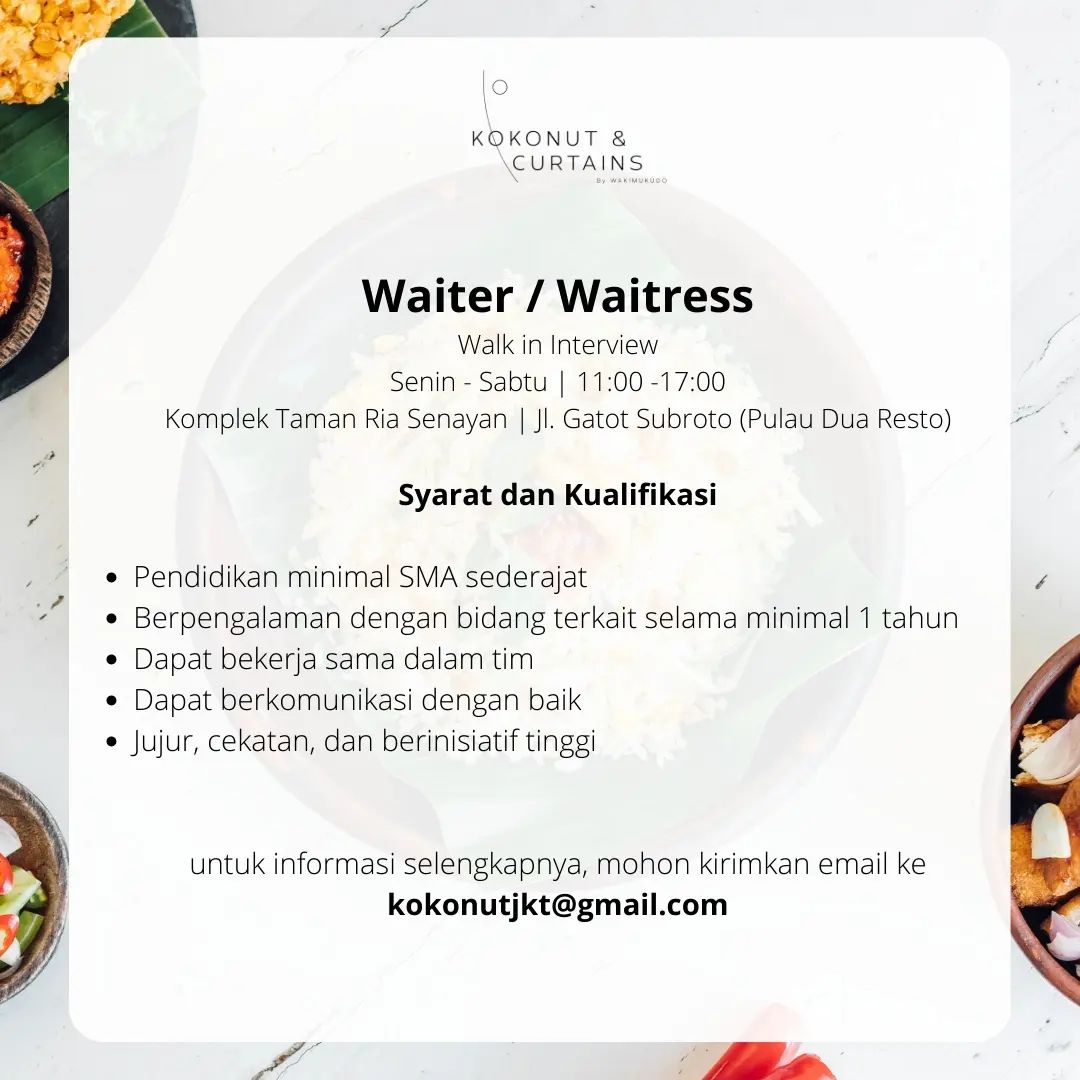 KOKONUT &
CURTAINS
By WAKIMUKUDO
Waiter / Waitress
Walk in Interview
Senin - Sabtu | 11:00 -17:00
Komplek Taman Ria Senayan | Jl. Gatot Subroto (Pulau Dua Resto)
Syarat dan Kualifikasi
• Pendidikan minimal SMA sederajat
• Berpengalaman dengan bidang terkait selama minimal 1 tahun
• Dapat bekerja sama dalam tim
• Dapat berkomunikasi dengan baik
• Jujur, cekatan, dan berinisiatif tinggi
untuk informasi selengkapnya, mohon kirimkan email ke
kokonutjkt@gmail.com